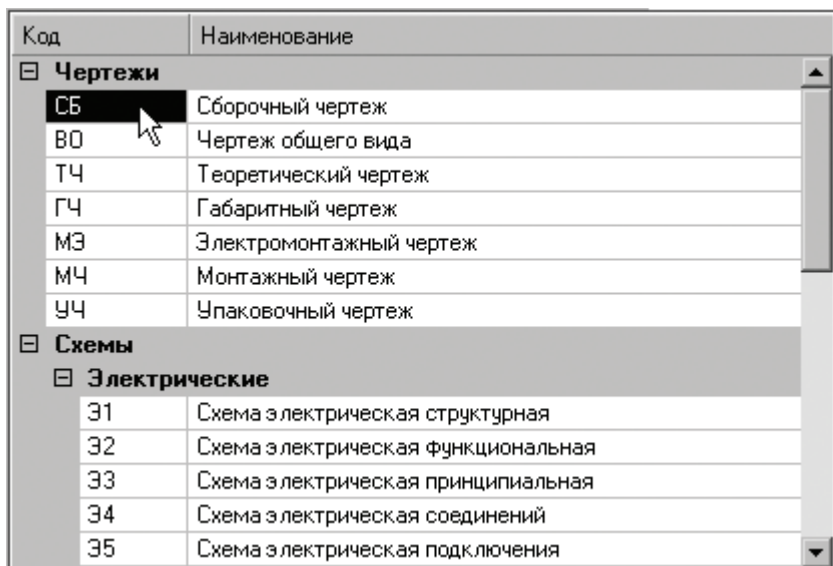 Код Наименование
Чертежи
СБ Сборочный чертеж
ВО Чертеж общего вида
ТЧ Теоретический чертеж
ГЧ Габаритный чертеж
МЭ Электромонтажный чертеж
МЧ Монтажный чертеж
УЧ Упаковочный чертеж
Схемы
Электрические
Э1 Схема электрическая структурная
Э2 Схема электрическая функциональная
Э3 Схема электрическая принципиальная
Э4 Схема электрическая соединений
Э5 Схема электрическая подключения